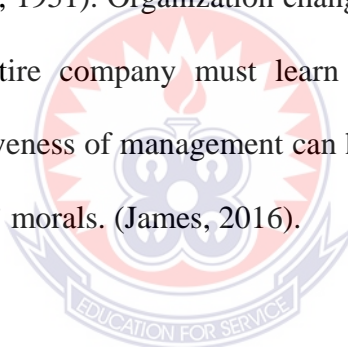 , 1951). Organization chang
tire company must learn
veness of management can l
morals. (James, 2016).
EDUCATION FOR SERVICE